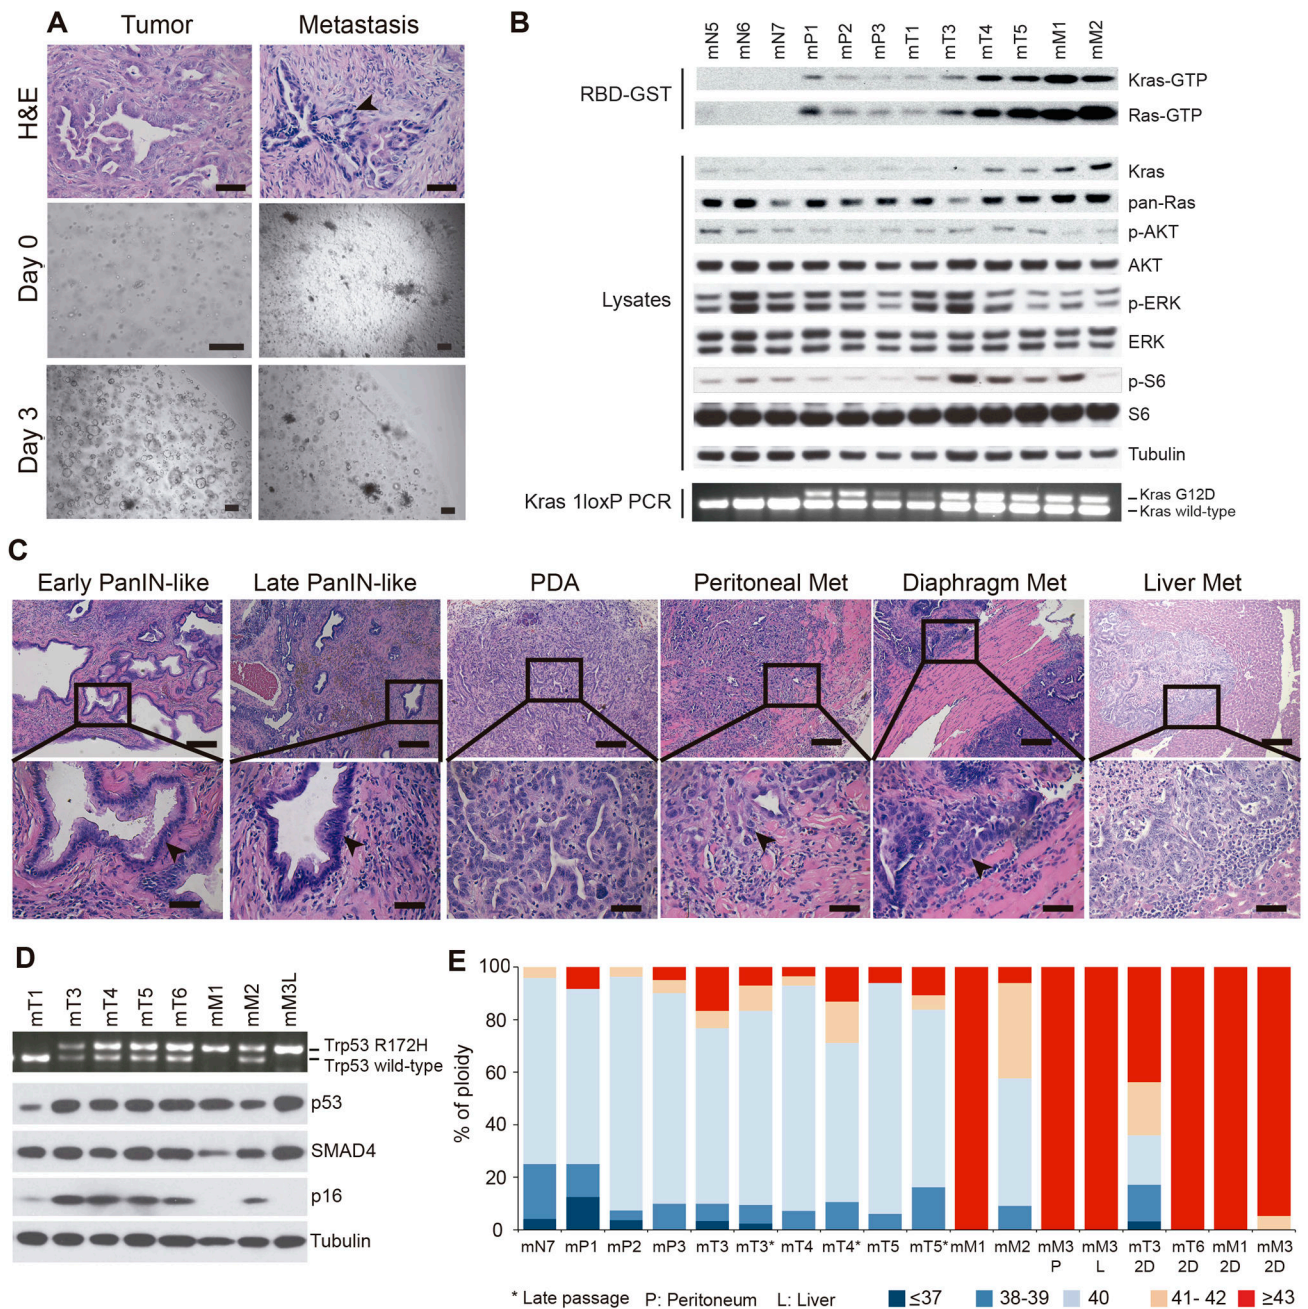 A
Tumor Metastasis
H&E
Day 0
Day 3
B
mN5 mN6 mN7 mP1 mP2 mP3 mT1 mT3 mT4 mT5 mM1 mM2
RBD-GST
Kras-GTP
Ras-GTP
Lysates
Kras
pan-Ras
p-AKT
AKT
p-ERK
ERK
p-S6
S6
Tubulin
Kras 1loxP PCR
Kras G12D
Kras wild-type
C
Early PanIN-like Late PanIN-like PDA Peritoneal Met Diaphragm Met Liver Met
D
mT1 mT3 mT4 mT5 mT6 mM1 mM2 mM3L
Trp53 R172H
Trp53 wild-type
p53
SMAD4
p16
Tubulin
E
% of ploidy
100
80
60
40
20
0
mN7 mP1 mP2 mP3 mT3 mT3* mT4 mT4* mT5 mT5* mM1 mM2 mM3 mM3 mT3 mT6 mM1 mM3
P L 2D 2D 2D 2D
* Late passage P: Peritoneum L: Liver ≤37 38-39 40 41- 42 ≥43